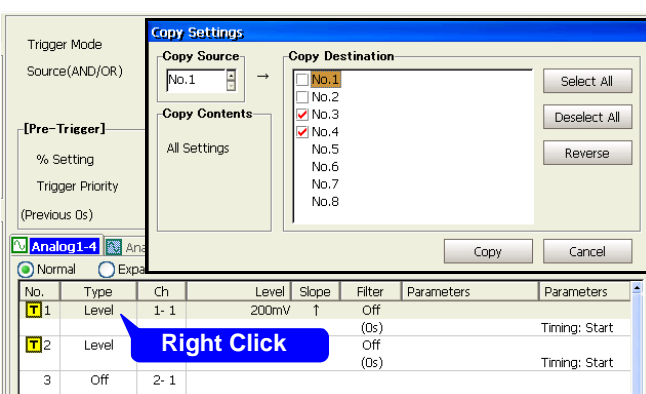 Copy Settings
Trigger Mode
Source(AND/OR)
Copy Source
No.1
→
Copy Destination
No.1
No.2
No.3
No.4
No.5
No.6
No.7
No.8
Select All
Deselect All
Reverse
Copy Contents
All Settings
[Pre-Trigger]
% Setting
Trigger Priority
(Previous 0s)
Copy
Cancel
Analog1-4
Ana
Normal
Expa
No. Type Ch Level Slope Filter Parameters Parameters
T 1 Level 1- 1 200mV ↑ Off
(0s) Timing: Start
T 2 Level Off
(0s) Timing: Start
3 Off 2- 1
Right Click